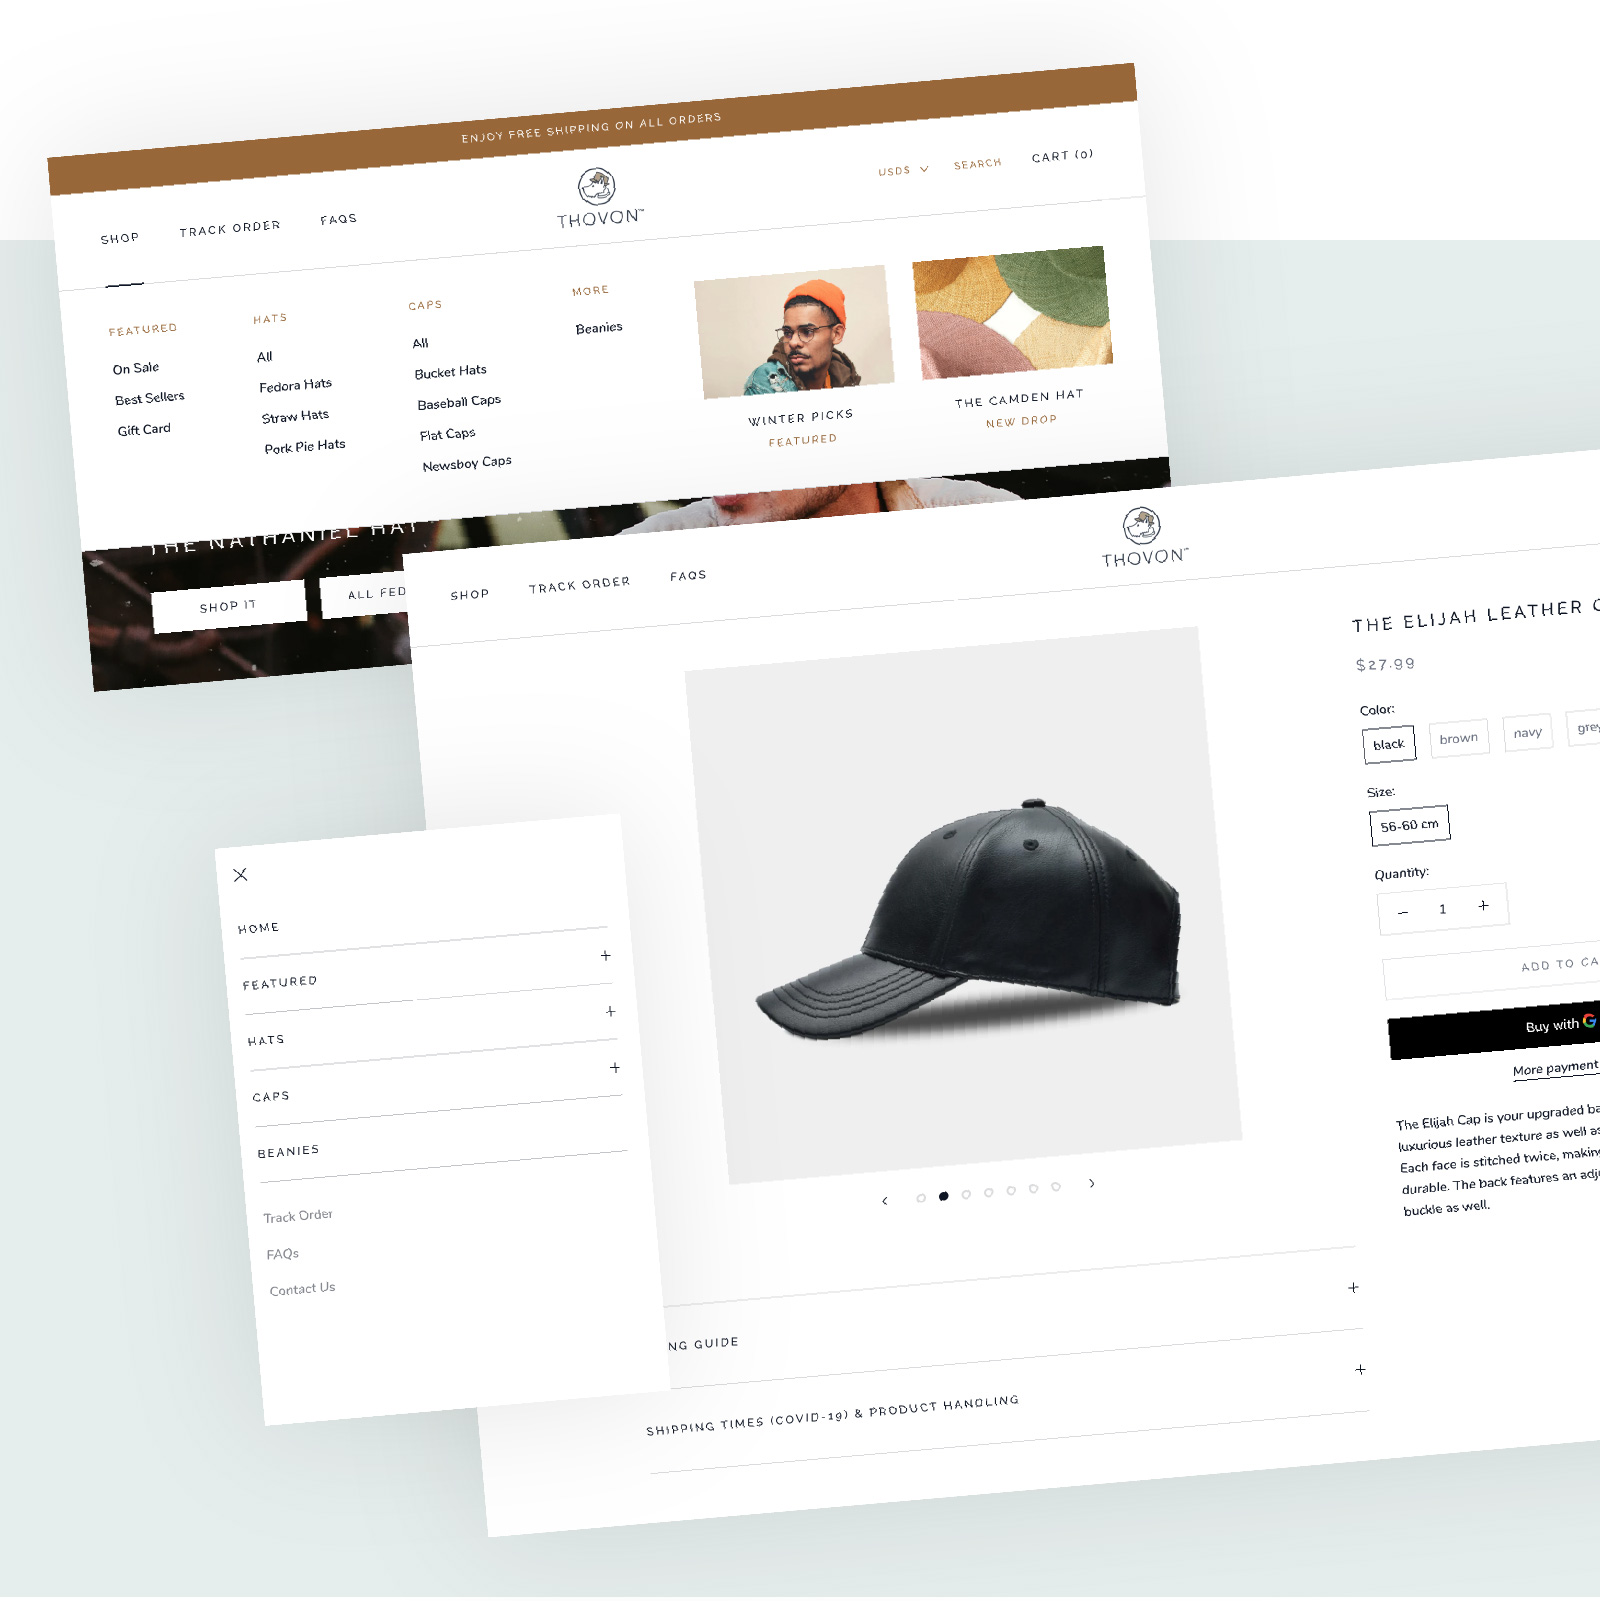 ENJOY FREE SHIPPING ON ALL ORDERS
SHOP
TRACK ORDER
FAQS
THOVON™
USDS
SEARCH
CART (0)
FEATURED
On Sale
Best Sellers
Gift Card
HATS
All
Fedora Hats
Straw Hats
Pork Pie Hats
CAPS
All
Bucket Hats
Baseball Caps
Flat Caps
Newsboy Caps
MORE
Beanies
WINTER PICKS
FEATURED
THE CAMDEN HAT
NEW DROP
THE NATHANIEL HAT
SHOP IT
ALL FED
SHOP
TRACK ORDER
FAQS
THOVON™
THE ELIJAH LEATHER
$27.99
Color:
black
brown
navy
grey
Size:
56-60 cm
Quantity:
− 1 +
ADD TO CA
Buy with G
More payment
The Elijah Cap is your upgraded ba
luxurious leather texture as well as
Each face is stitched twice, making
durable. The back features an adju
buckle as well.
NG GUIDE
SHIPPING TIMES (COVID-19) & PRODUCT HANDLING
HOME
FEATURED
HATS
CAPS
BEANIES
Track Order
FAQs
Contact Us